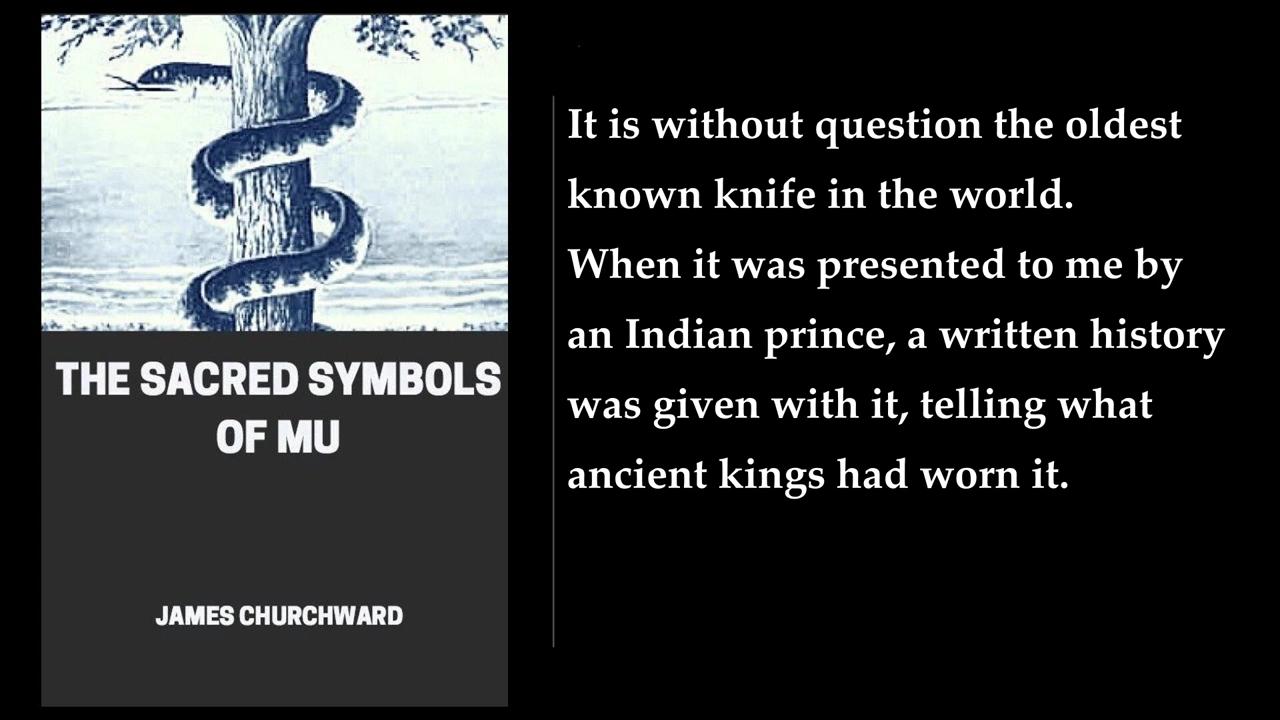 THE SACRED SYMBOLS
OF MU
JAMES CHURCHWARD
It is without question the oldest
known knife in the world.
When it was presented to me by
an Indian prince, a written history
was given with it, telling what
ancient kings had worn it.